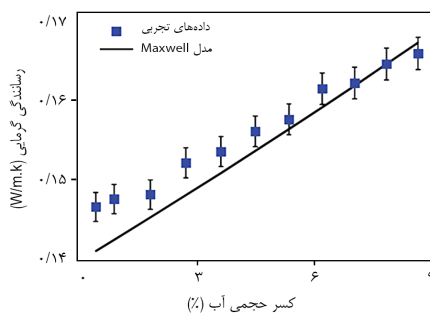 ۰/۱۷
داده‌های تجربی
مدل Maxwell
۰/۱۶
۰/۱۵
۰/۱۴
رسانندگی گرمایی (W/m.k)
۰
۳
۶
۹
کسر حجمی آب (٪)